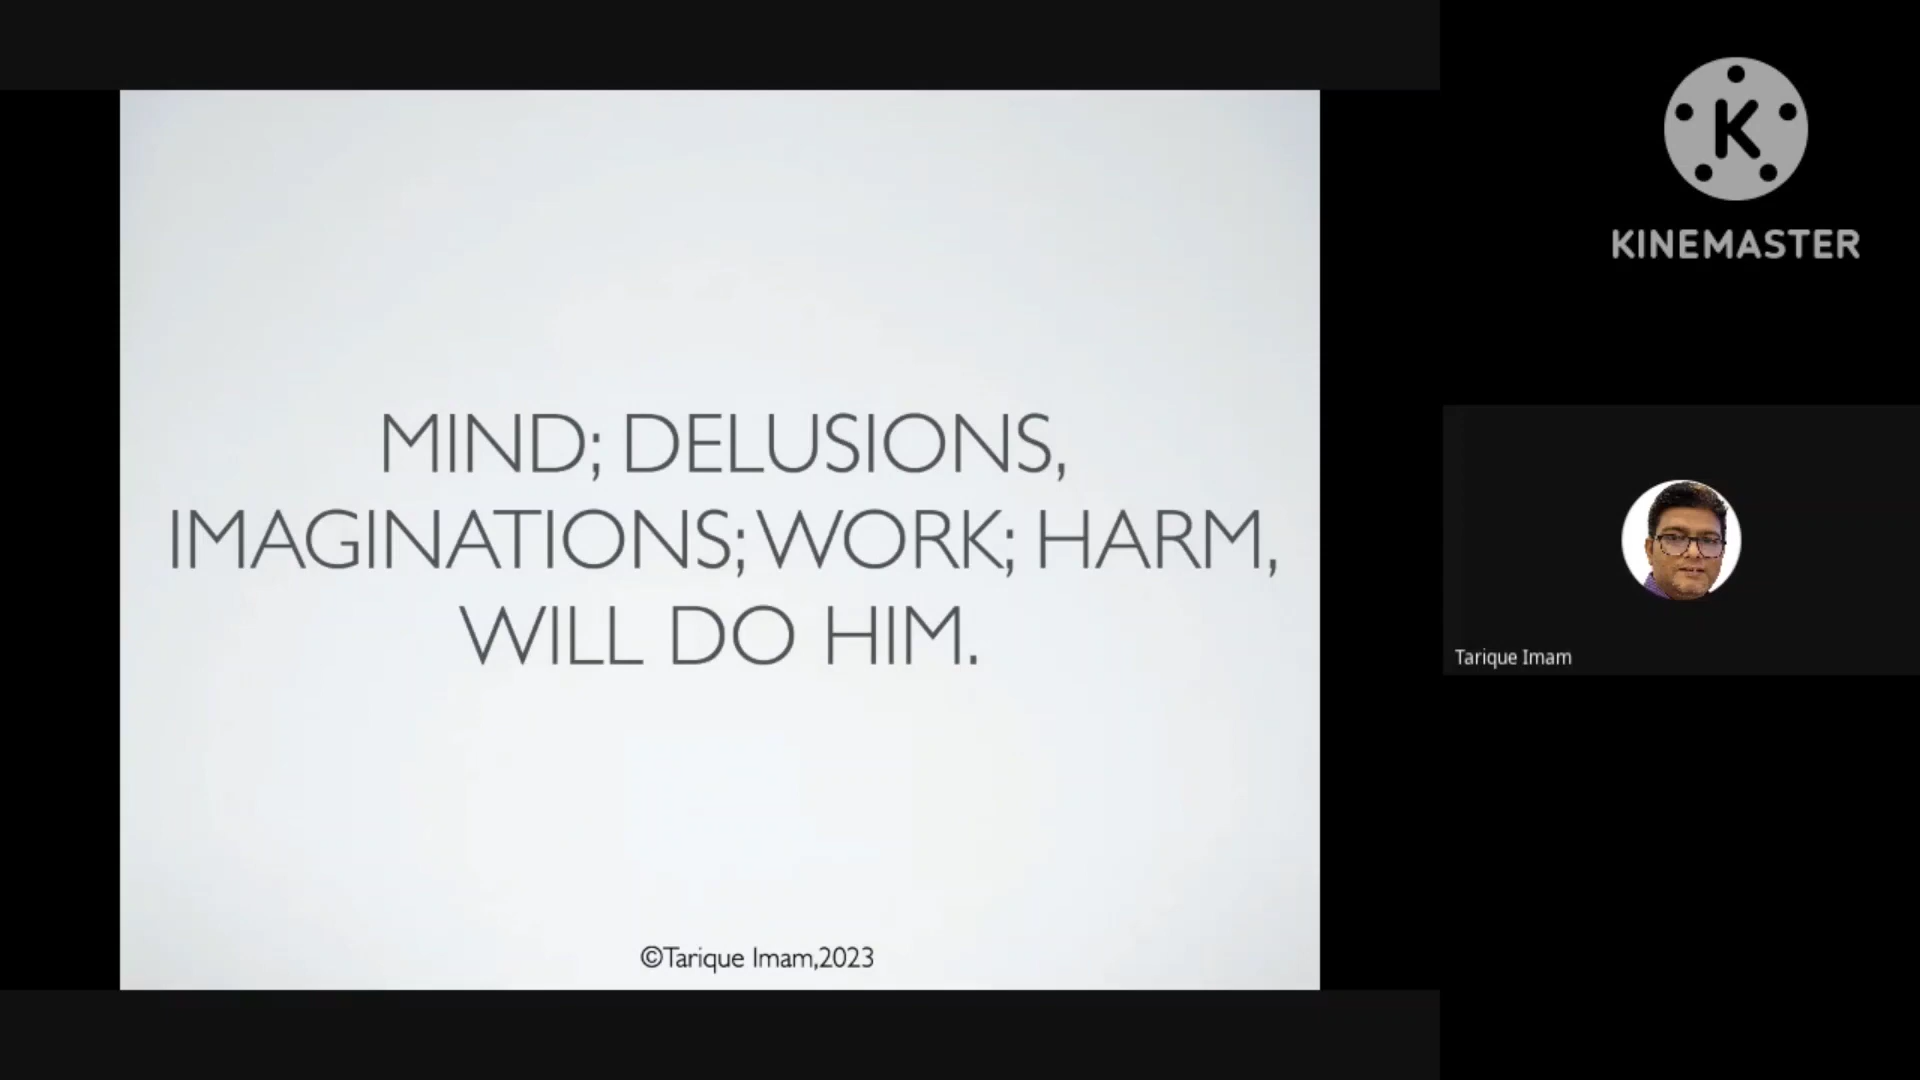 MIND; DELUSIONS,
IMAGINATIONS; WORK; HARM,
WILL DO HIM.
©Tarique Imam,2023
K
KINEMASTER
Tarique Imam